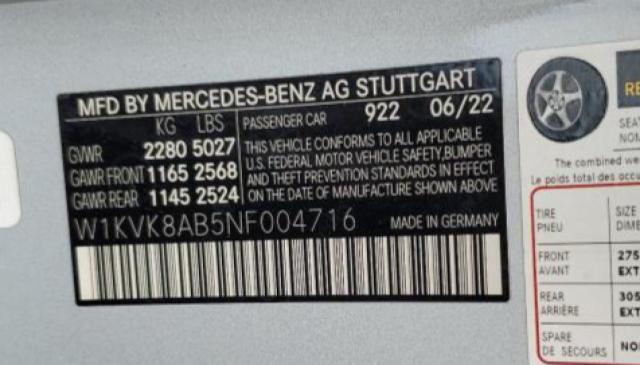 MFD BY MERCEDES-BENZ AG STUTTGART
KG LBS PASSENGER CAR 922 06/22
GVWR 2280 5027
GAWR FRONT 1165 2568
GAWR REAR 1145 2524
THIS VEHICLE CONFORMS TO ALL APPLICABLE
U.S. FEDERAL MOTOR VEHICLE SAFETY, BUMPER
AND THEFT PREVENTION STANDARDS IN EFFECT
ON THE DATE OF MANUFACTURE SHOWN ABOVE
W1KVK8AB5NF004716 MADE IN GERMANY
The combined w
Le poids total des occu
TIRE SIZE
PNEU
FRONT 275
AVANT EXT
REAR 305
ARRIÈRE EXT
SPARE
DE SECOURS